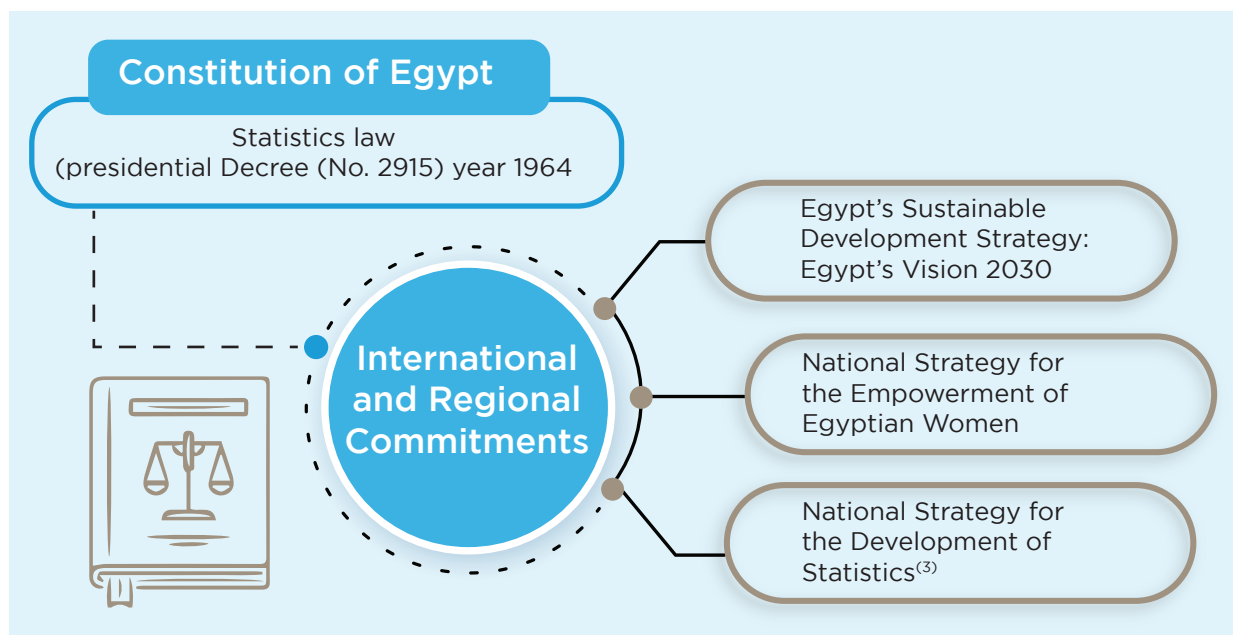 Constitution of Egypt
Statistics law
(presidential Decree (No. 2915) year 1964
International
and Regional
Commitments
Egypt’s Sustainable
Development Strategy:
Egypt’s Vision 2030
National Strategy for
the Empowerment of
Egyptian Women
National Strategy for
the Development of
Statistics(3)